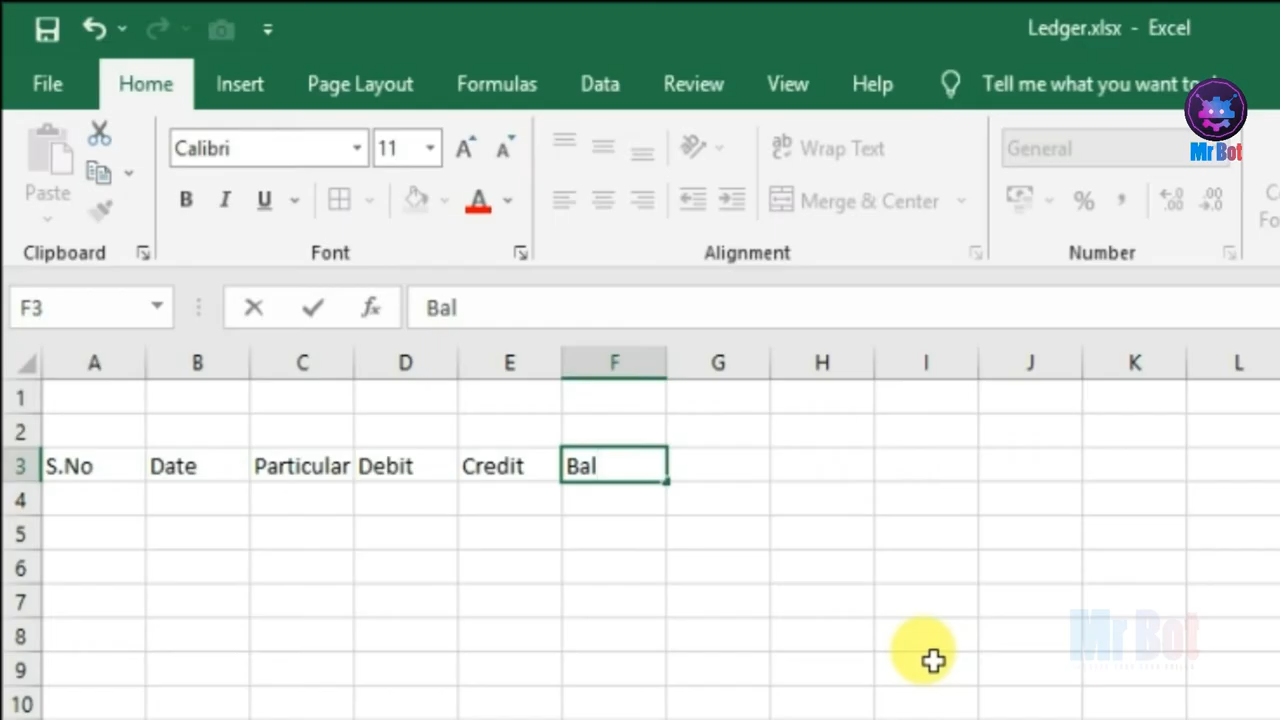 Ledger.xlsx - Excel
File Home Insert Page Layout Formulas Data Review View Help Tell me what you want to
Mr Bot
Calibri 11 Wrap Text General
Paste B I U A Merge & Center % ,
Clipboard Font Alignment Number
F3 fx Bal
A B C D E F G H I J K L
1
2
3 S.No Date Particular Debit Credit Bal
4
5
6
7
8
Mr Bot
9
10